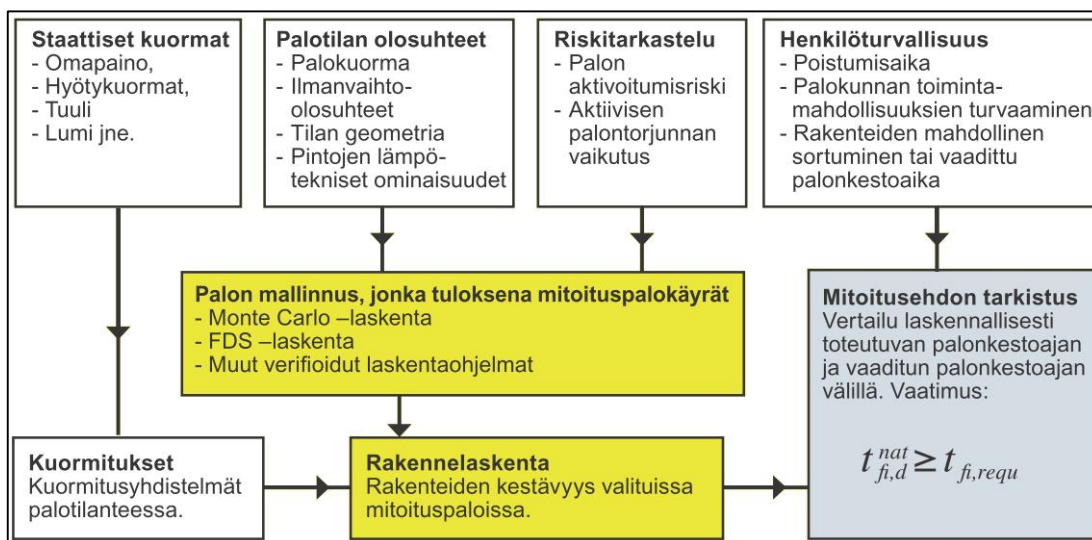 Staattiset kuormat
- Omapaino,
- Hyötykuormat,
- Tuuli
- Lumi jne.
Palotilan olosuhteet
- Palokuorma
- Ilmanvaihto-
olosuhteet
- Tilan geometria
- Pintojen lämpö-
tekniset ominaisuudet
Riskitarkastelu
- Palon
aktivoitumisriski
- Aktiivisen
palontorjunnan
vaikutus
Henkilöturvallisuus
- Poistumisaika
- Palokunnan toiminta-
mahdollisuuksien turvaaminen
- Rakenteiden mahdollinen
sortuminen tai vaadittu
palonkestoaika
Palon mallinnus, jonka tuloksena mitoituspalokäyrät
- Monte Carlo –laskenta
- FDS –laskenta
- Muut verifioidut laskentaohjelmat
Mitoitusehdon tarkistus
Vertailu laskennallisesti
toteutuvan palonkestoajan
ja vaaditun palonkestoajan
välillä. Vaatimus:
t_{fi,d}^{nat} ≥ t_{fi,requ}
Kuormitukset
Kuormitusyhdistelmät
palotilanteessa.
Rakennelaskenta
Rakenteiden kestävyys valituissa
mitoituspaloissa.